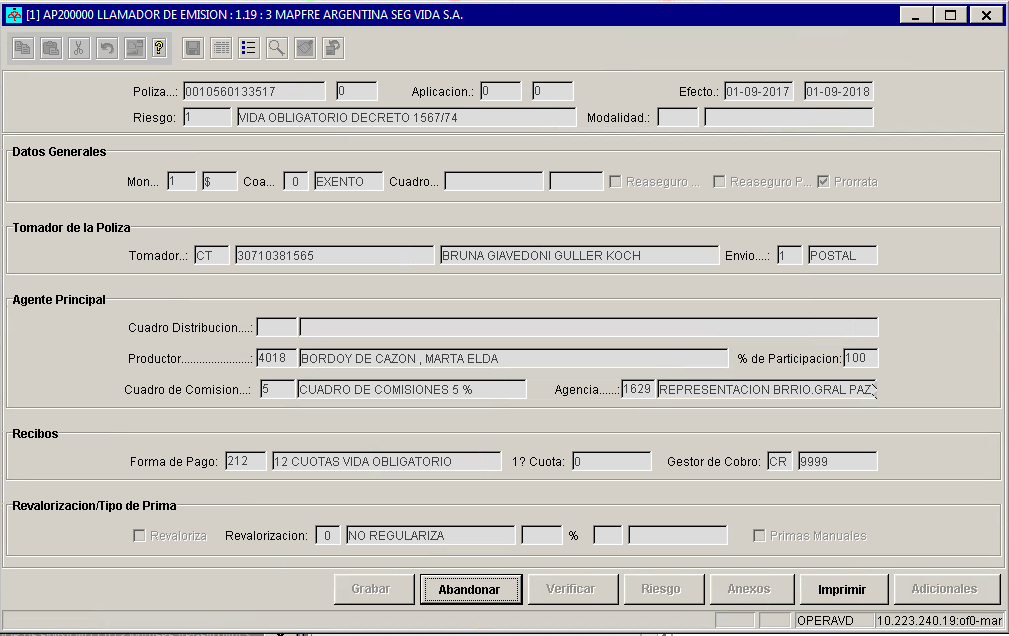 [1] AP200000 LLAMADOR DE EMISION : 1.19 : 3 MAPFRE ARGENTINA SEG VIDA S.A.
Poliza...: 0010560133517 0 Aplicacion.: 0 0 Efecto.: 01-09-2017 01-09-2018
Riesgo: 1 VIDA OBLIGATORIO DECRETO 1567/74 Modalidad.:
Datos Generales
Mon... 1 $ Coa... 0 EXENTO Cuadro... Reaseguro ... Reaseguro P... Prorrata
Tomador de la Poliza
Tomador..: CT 30710381565 BRUNA GIAVEDONI GULLER KOCH Envio....: 1 POSTAL
Agente Principal
Cuadro Distribucion....:
Productor......................: 4018 BORDOY DE CAZON , MARTA ELDA % de Participacion: 100
Cuadro de Comision...: 5 CUADRO DE COMISIONES 5 % Agencia......: 1629 REPRESENTACION BRRIO.GRAL PAZ
Recibos
Forma de Pago: 212 12 CUOTAS VIDA OBLIGATORIO 1? Cuota: 0 Gestor de Cobro: CR 9999
Revalorizacion/Tipo de Prima
Revaloriza Revalorizacion: 0 NO REGULARIZA % Primas Manuales
Grabar Abandonar Verificar Riesgo Anexos Imprimir Adicionales
OPERAVD 10.223.240.19:of0-mar